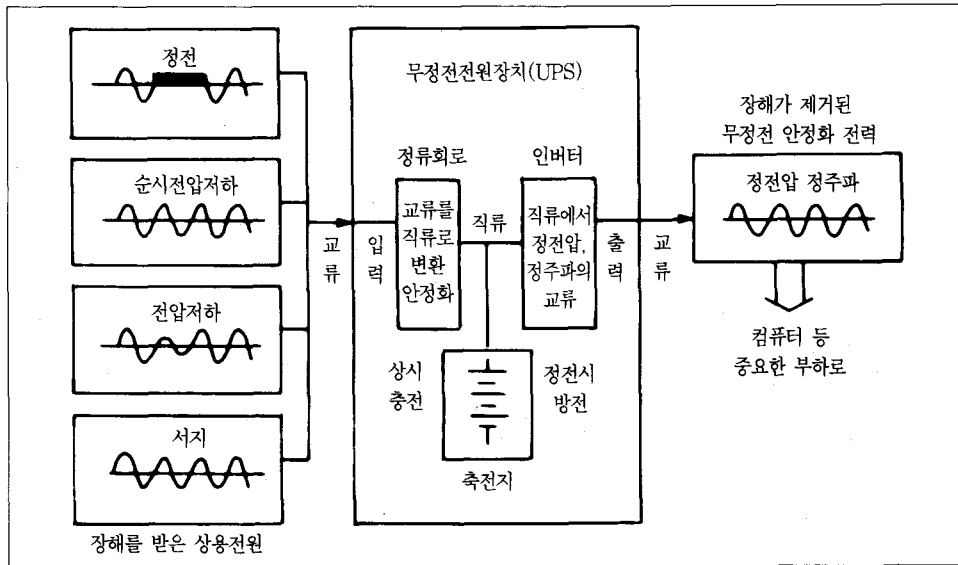 정전
순시전압저하
전압저하
서지
장해를 받은 상용전원
교
류
무정전전원장치(UPS)
입
력
정류회로
교류를
직류로
변환
안정화
직류
인버터
직류에서
정전압,
정주파의
교류
상시
충전
정전시
방전
축전지
출
력
교
류
장해가 제거된
무정전 안정화 전력
정전압 정주파
컴퓨터 등
중요한 부하로